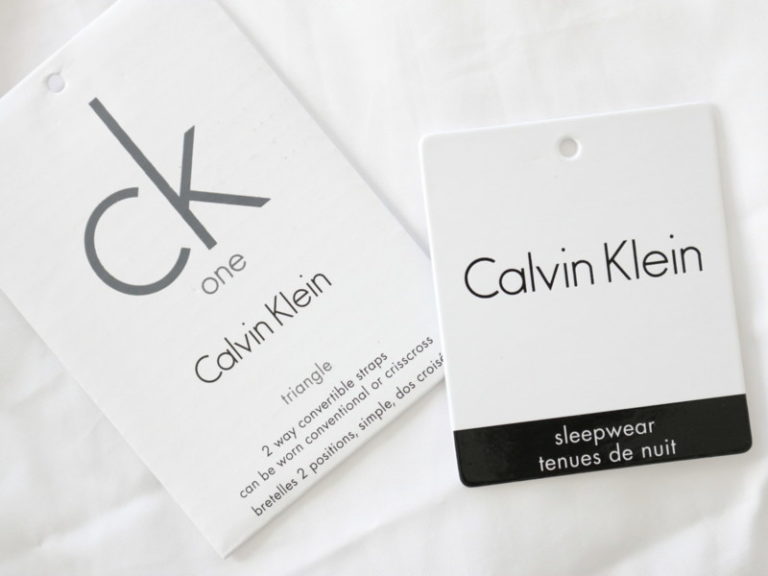 ck
one
Calvin Klein
triangle
2 way convertible straps
can be worn conventional or crisscross
bretelles 2 positions, simple, dos croisé
Calvin Klein
sleepwear
tenues de nuit